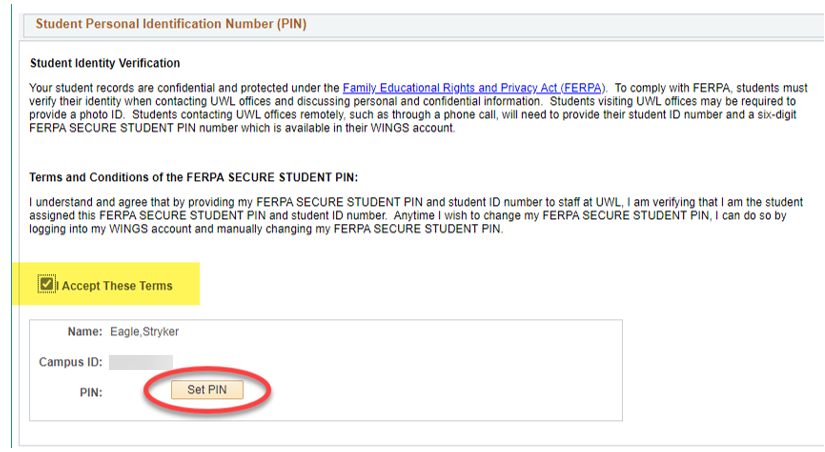 Student Personal Identification Number (PIN)
Student Identity Verification
Your student records are confidential and protected under the Family Educational Rights and Privacy Act (FERPA). To comply with FERPA, students must
verify their identity when contacting UWL offices and discussing personal and confidential information. Students visiting UWL offices may be required to
provide a photo ID. Students contacting UWL offices remotely, such as through a phone call, will need to provide their student ID number and a six-digit
FERPA SECURE STUDENT PIN number which is available in their WINGS account.
Terms and Conditions of the FERPA SECURE STUDENT PIN:
I understand and agree that by providing my FERPA SECURE STUDENT PIN and student ID number to staff at UWL, I am verifying that I am the student
assigned this FERPA SECURE STUDENT PIN and student ID number. Anytime I wish to change my FERPA SECURE STUDENT PIN, I can do so by
logging into my WINGS account and manually changing my FERPA SECURE STUDENT PIN.
I Accept These Terms
Name: Eagle,Stryker
Campus ID:
PIN: Set PIN